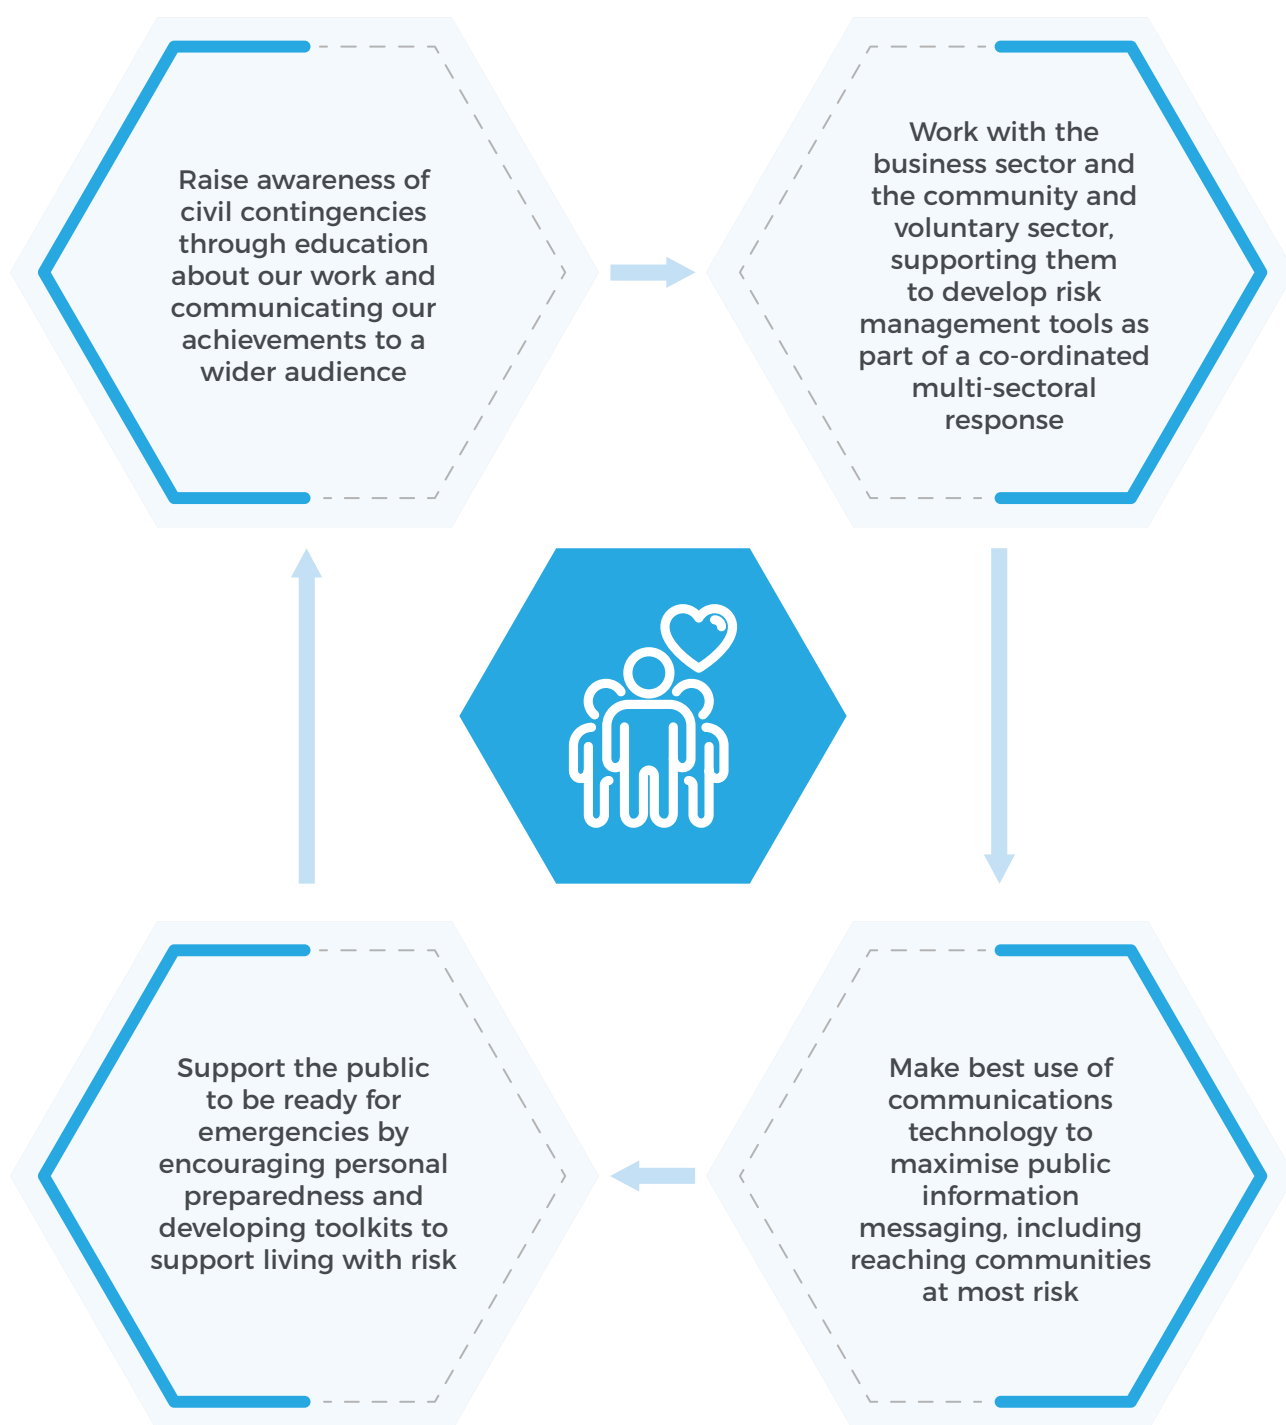 Raise awareness of
civil contingencies
through education
about our work and
communicating our
achievements to a
wider audience
Work with the
business sector and
the community and
voluntary sector,
supporting them
to develop risk
management tools as
part of a co-ordinated
multi-sectoral
response
Support the public
to be ready for
emergencies by
encouraging personal
preparedness and
developing toolkits to
support living with risk
Make best use of
communications
technology to
maximise public
information
messaging, including
reaching communities
at most risk